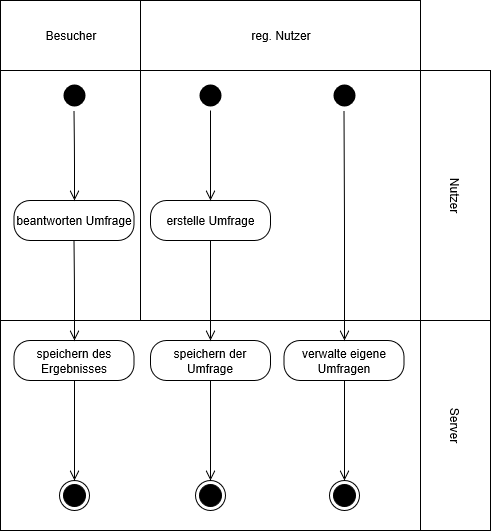 Besucher
reg. Nutzer
Nutzer
beantworten Umfrage
erstelle Umfrage
speichern des
Ergebnisses
speichern der
Umfrage
verwalte eigene
Umfragen
Server